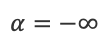 α = −∞